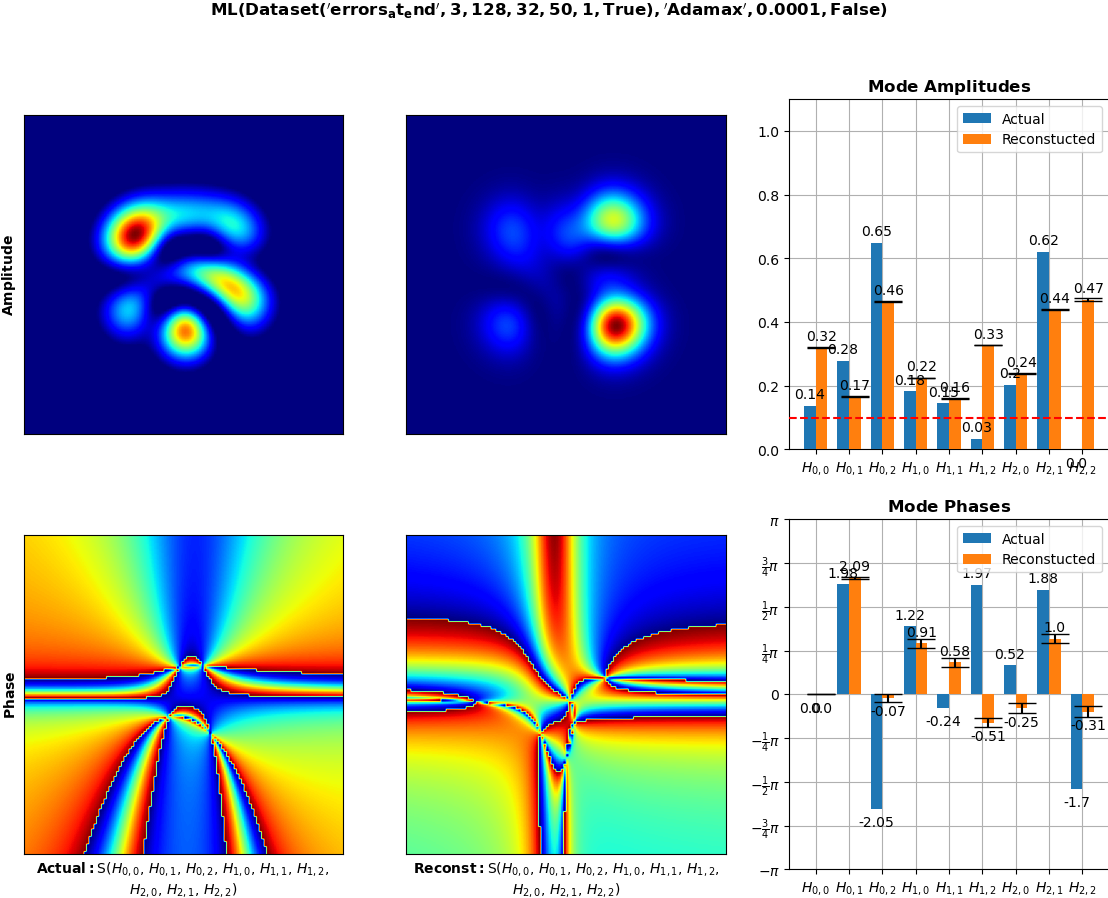 ML(Dataset('errors_at_end', 3, 128, 32, 50, 1, True), 'Adamax', 0.0001, False)
Amplitude
Mode Amplitudes
Actual
Reconstucted
1.0
0.8
0.6
0.4
0.2
0.0
0.14
0.32
0.28
0.17
0.65
0.46
0.18
0.22
0.15
0.16
0.03
0.33
0.2
0.24
0.62
0.44
0.0
0.47
H0,0 H0,1 H0,2 H1,0 H1,1 H1,2 H2,0 H2,1 H2,2
Phase
Mode Phases
Actual
Reconstucted
π
3/4π
1/2π
1/4π
0
−1/4π
−1/2π
−3/4π
−π
0.0
0.0
1.98
2.09
-2.05
-0.07
1.22
0.91
-0.24
0.58
1.97
-0.51
0.52
-0.25
1.88
1.0
-1.7
-0.31
H0,0 H0,1 H0,2 H1,0 H1,1 H1,2 H2,0 H2,1 H2,2
Actual: S(H0,0, H0,1, H0,2, H1,0, H1,1, H1,2,
H2,0, H2,1, H2,2)
Reconst: S(H0,0, H0,1, H0,2, H1,0, H1,1, H1,2,
H2,0, H2,1, H2,2)